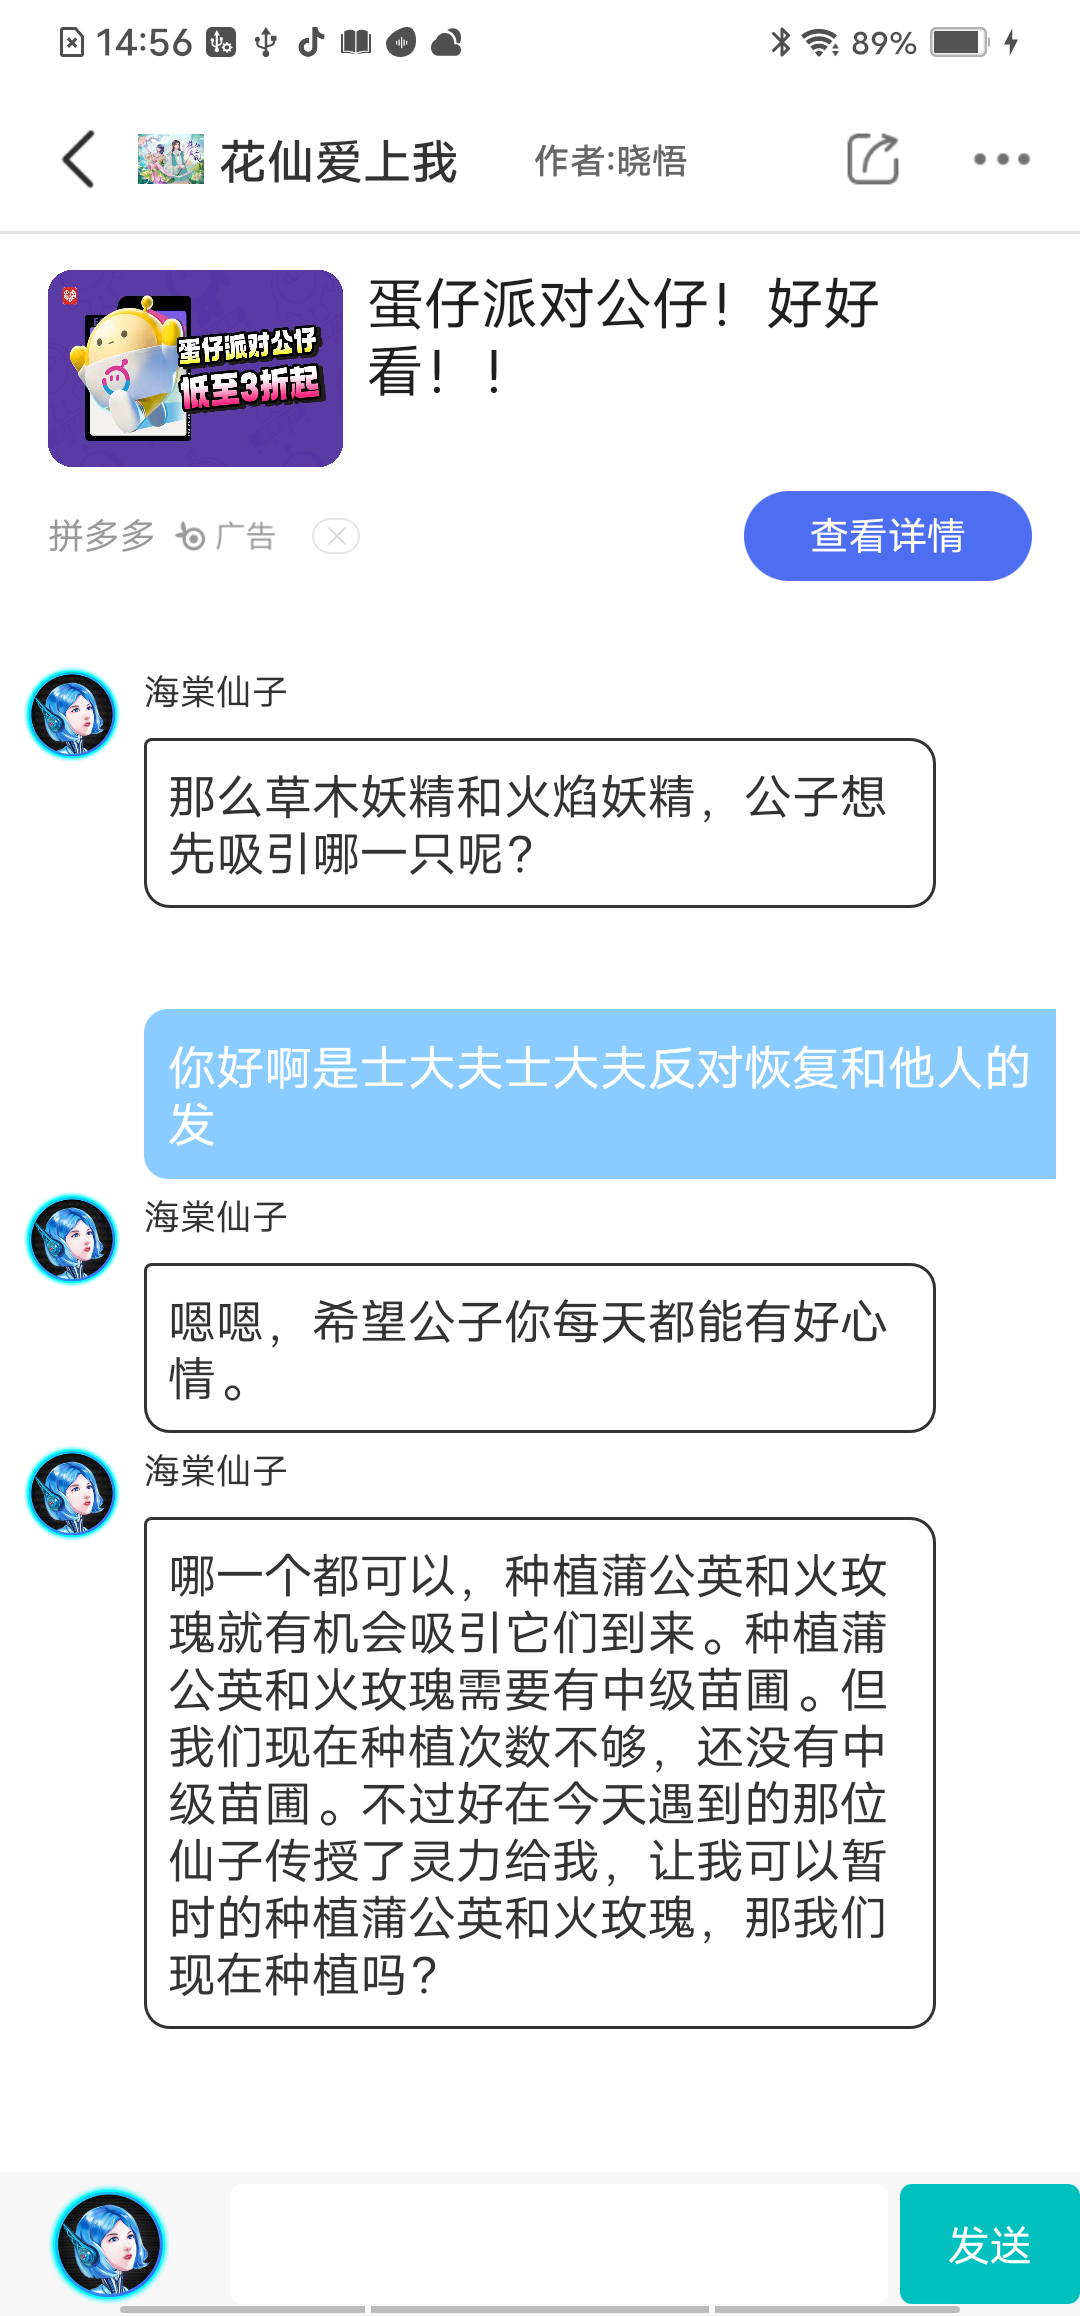 14:56
89%
花仙爱上我
作者:晓悟
蛋仔派对公仔
低至3折起
蛋仔派对公仔！好好
看！！
拼多多
广告
查看详情
海棠仙子
那么草木妖精和火焰妖精，公子想
先吸引哪一只呢？
你好啊是士大夫士大夫反对恢复和他人的
发
海棠仙子
嗯嗯，希望公子你每天都能有好心
情。
海棠仙子
哪一个都可以，种植蒲公英和火玫
瑰就有机会吸引它们到来。种植蒲
公英和火玫瑰需要有中级苗圃。但
我们现在种植次数不够，还没有中
级苗圃。不过好在今天遇到的那位
仙子传授了灵力给我，让我可以暂
时的种植蒲公英和火玫瑰，那我们
现在种植吗？
发送